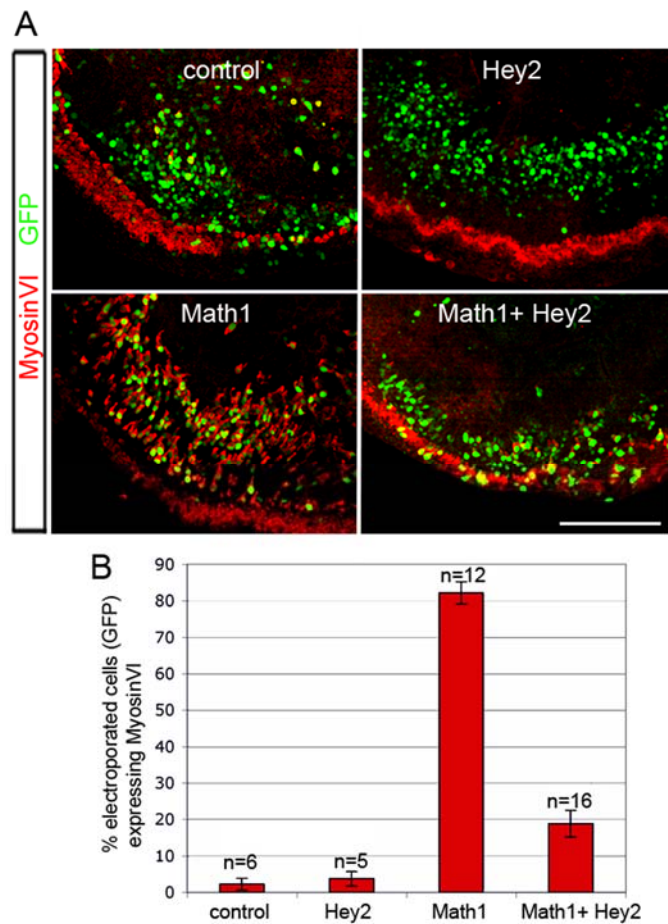 A
MyosinVI GFP
control
Hey2
Math1
Math1+ Hey2
B
% electroporated cells (GFP)
expressing MyosinVI
90
80
70
60
50
40
30
20
10
0
n=6
n=5
n=12
n=16
control
Hey2
Math1
Math1+ Hey2